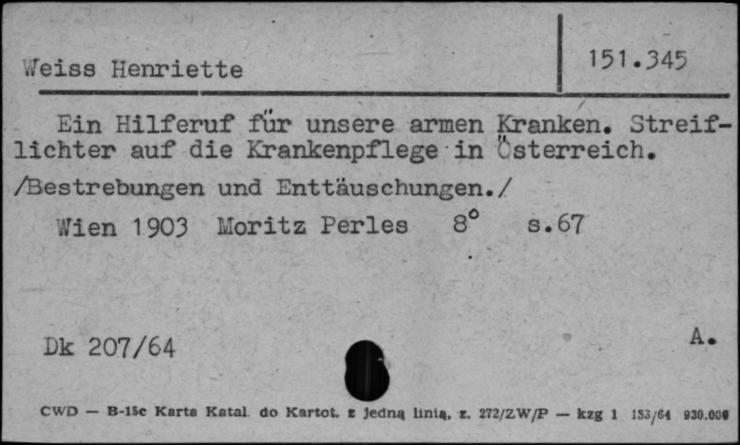 Weiss Henriette
151.345
Ein Hilferuf für unsere armen Kranken. Streif-
lichter auf die Krankenpflege in Österreich.
/Bestrebungen und Enttäuschungen./
Wien 1903 Moritz Perles 8° s.67
Dk 207/64
A.
CWD — B-15c Karta Katal. do Kartot. z jedną linią, z. 272/ZW/P — kzg 1 153/64 930.000